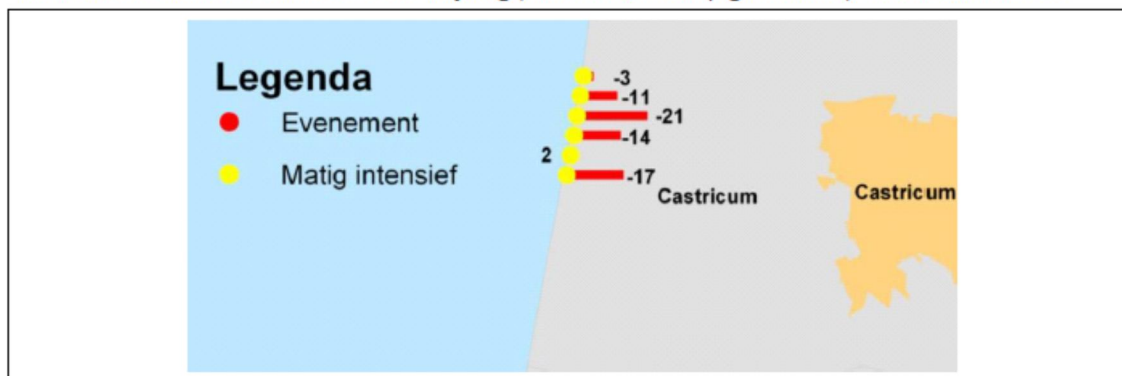 Legenda
Evenement
Matig intensief
-3
-11
-21
-14
2
-17
Castricum
Castricum